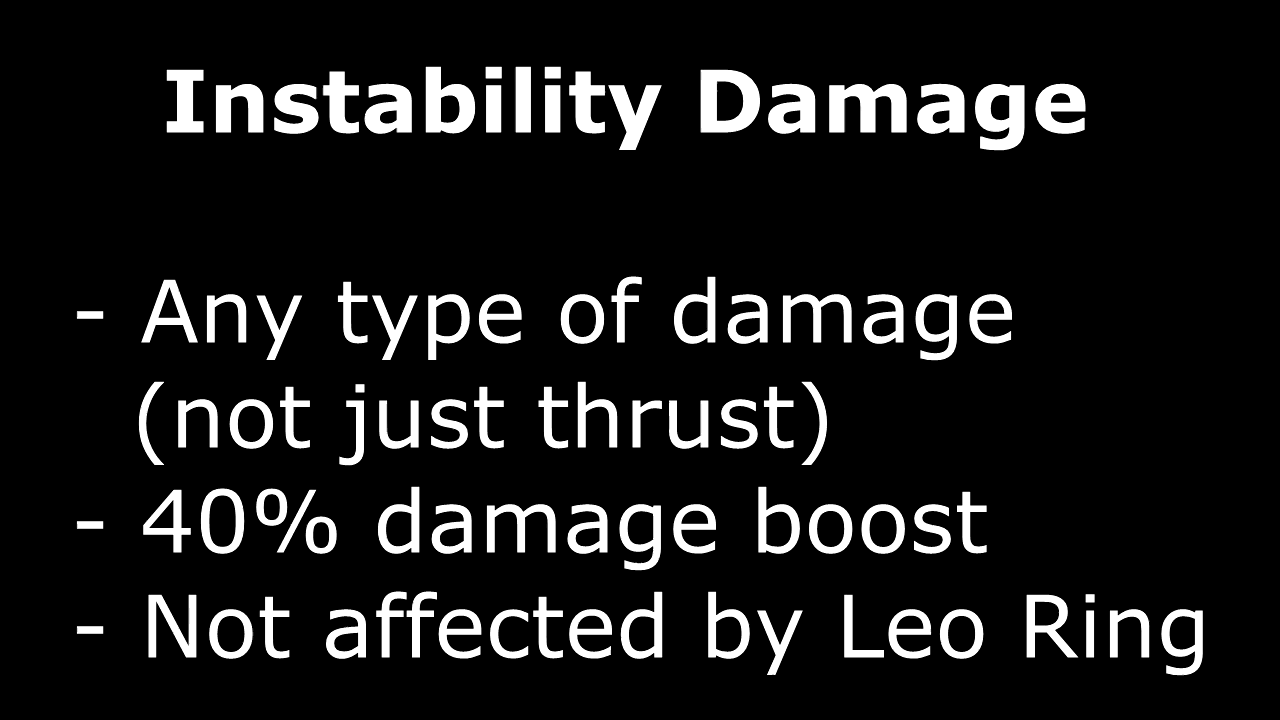 Instability Damage
- Any type of damage
(not just thrust)
- 40% damage boost
- Not affected by Leo Ring